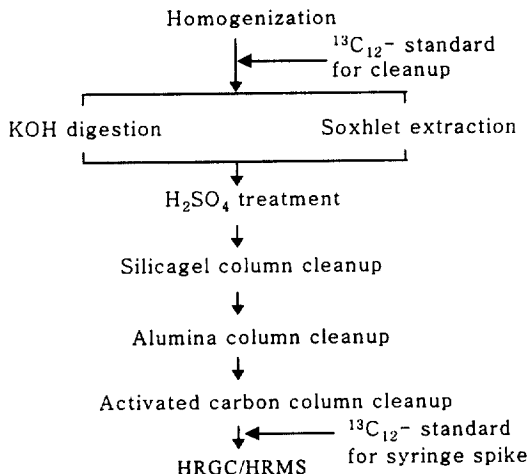 Homogenization
¹³C₁₂- standard
for cleanup
KOH digestion
Soxhlet extraction
H₂SO₄ treatment
Silicagel column cleanup
Alumina column cleanup
Activated carbon column cleanup
¹³C₁₂- standard
for syringe spike
HRGC/HRMS